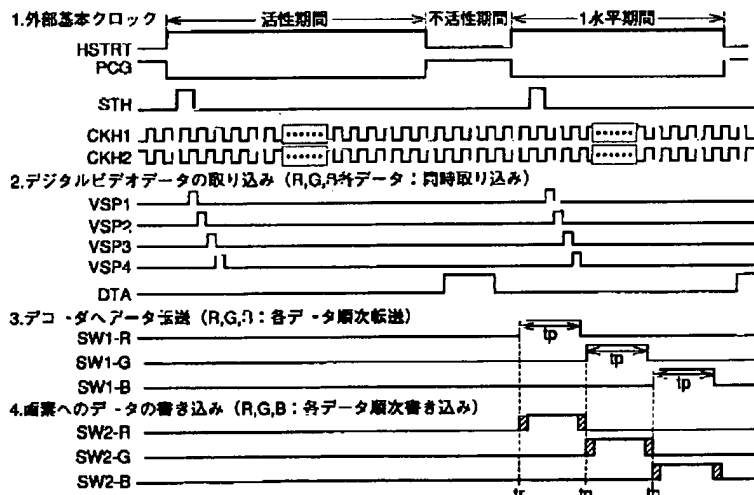 1.外部基本クロック
活性期間
不活性期間
1水平期間
HSTRT
PCG
STH
CKH1
CKH2
2.デジタルビデオデータの取り込み（R,G,B各データ：同時取り込み）
VSP1
VSP2
VSP3
VSP4
DTA
3.デコーダへデータ転送（R,G,B：各データ順次転送）
SW1-R
tp
SW1-G
tp
SW1-B
tp
4.画素へのデータの書き込み（R,G,B：各データ順次書き込み）
SW2-R
SW2-G
SW2-B